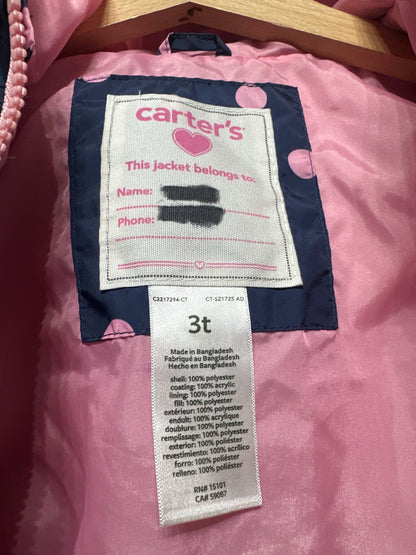 carter's
This jacket belongs to:
Name:
Phone:
C2217294-CT CT-SZ1725 AD
3t
Made in Bangladesh
Fabriqué au Bangladesh
Hecho en Bangladesh
shell: 100% polyester
coating: 100% acrylic
lining: 100% polyester
fill: 100% polyester
extérieur: 100% polyester
enduit: 100% acrylique
doublure: 100% polyester
remplissage: 100% polyester
exterior: 100% poliéster
revestimiento: 100% acrílico
forro: 100% poliéster
relleno: 100% poliéster
RN# 15101
CA# 59087